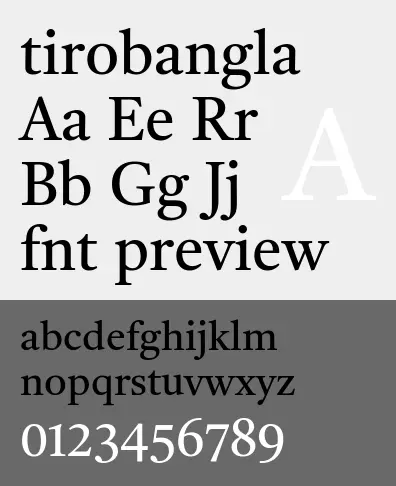 tirobangla
Aa Ee Rr
A
Bb Gg Jj
fnt preview
abcdefghijklm
nopqrstuvwxyz
0123456789